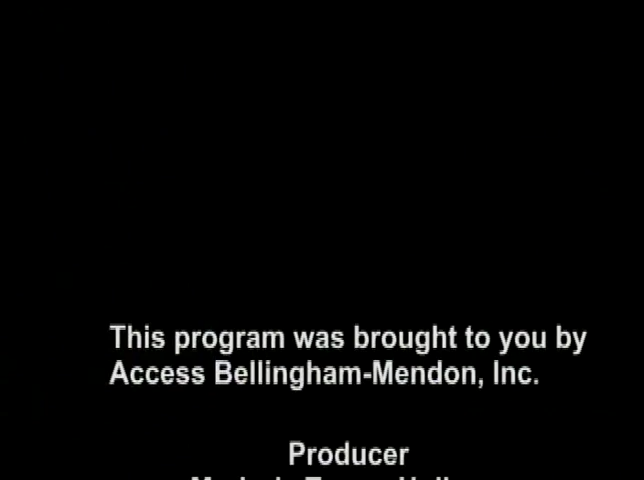 This program was brought to you by
Access Bellingham-Mendon, Inc.
Producer